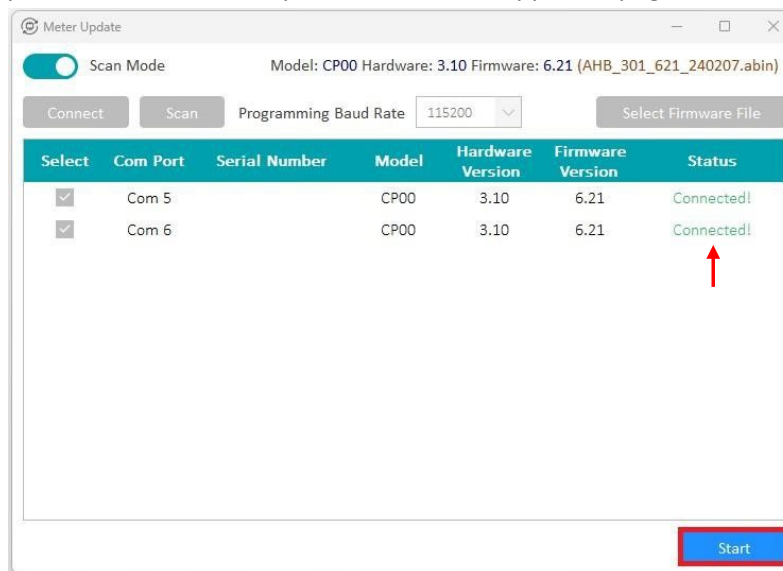 Meter Update
Scan Mode Model: CP00 Hardware: 3.10 Firmware: 6.21 (AHB_301_621_240207.abin)
Connect Scan Programming Baud Rate 115200 Select Firmware File
Select Com Port Serial Number Model Hardware Version Firmware Version Status
Com 5 CP00 3.10 6.21 Connected!
Com 6 CP00 3.10 6.21 Connected!
Start